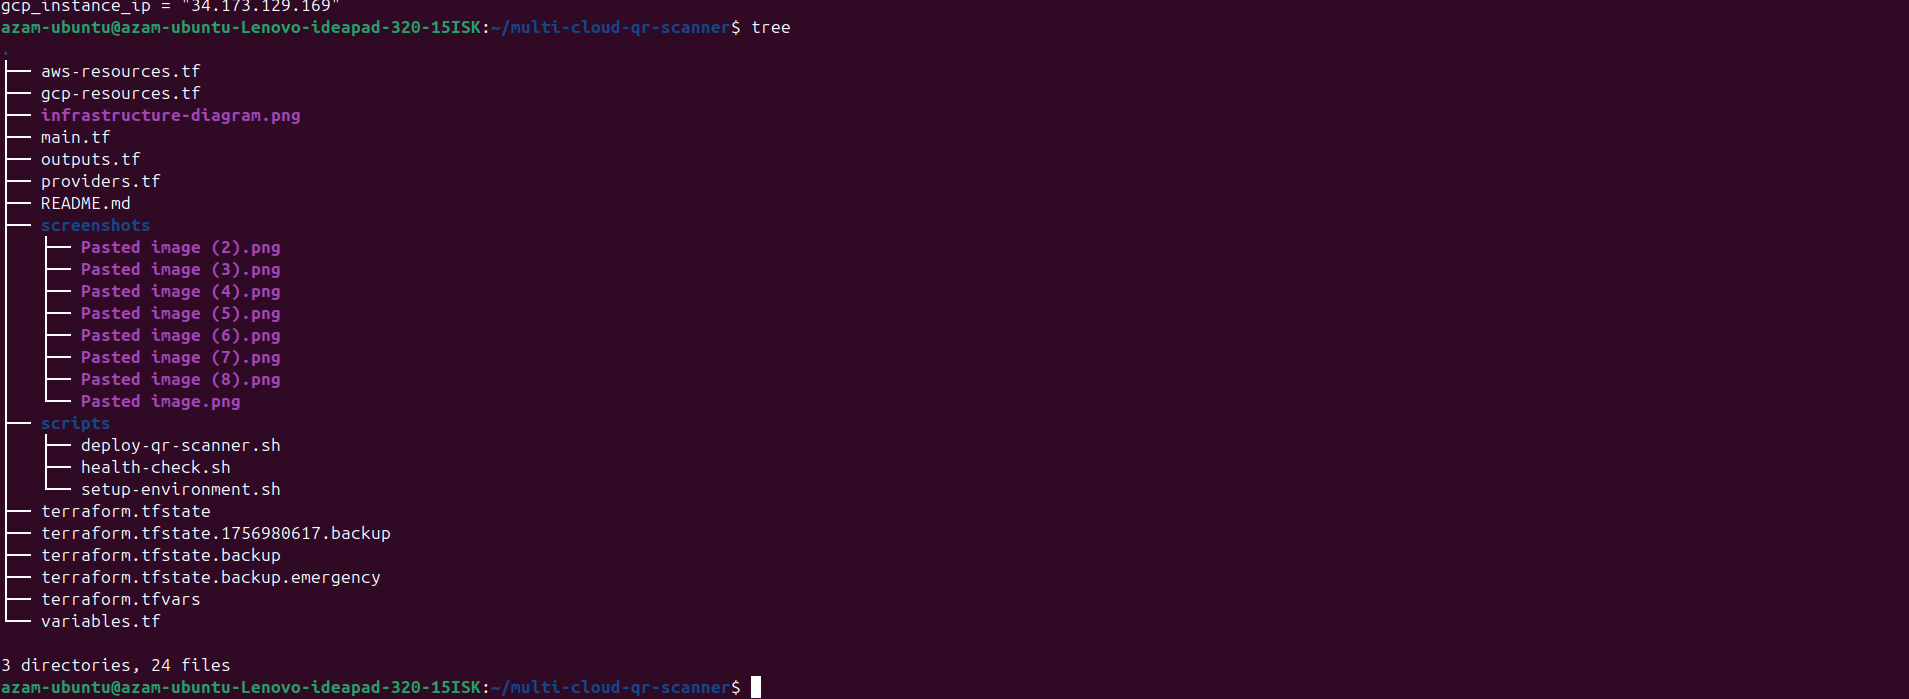 gcp_instance_ip = "34.173.129.169"
azam-ubuntu@azam-ubuntu-Lenovo-ideapad-320-15ISK:~/multi-cloud-qr-scanner$ tree
.
├── aws-resources.tf
├── gcp-resources.tf
├── infrastructure-diagram.png
├── main.tf
├── outputs.tf
├── providers.tf
├── README.md
├── screenshots
│   ├── Pasted image (2).png
│   ├── Pasted image (3).png
│   ├── Pasted image (4).png
│   ├── Pasted image (5).png
│   ├── Pasted image (6).png
│   ├── Pasted image (7).png
│   ├── Pasted image (8).png
│   └── Pasted image.png
├── scripts
│   ├── deploy-qr-scanner.sh
│   ├── health-check.sh
│   └── setup-environment.sh
├── terraform.tfstate
├── terraform.tfstate.1756980617.backup
├── terraform.tfstate.backup
├── terraform.tfstate.backup.emergency
├── terraform.tfvars
└── variables.tf
3 directories, 24 files
azam-ubuntu@azam-ubuntu-Lenovo-ideapad-320-15ISK:~/multi-cloud-qr-scanner$